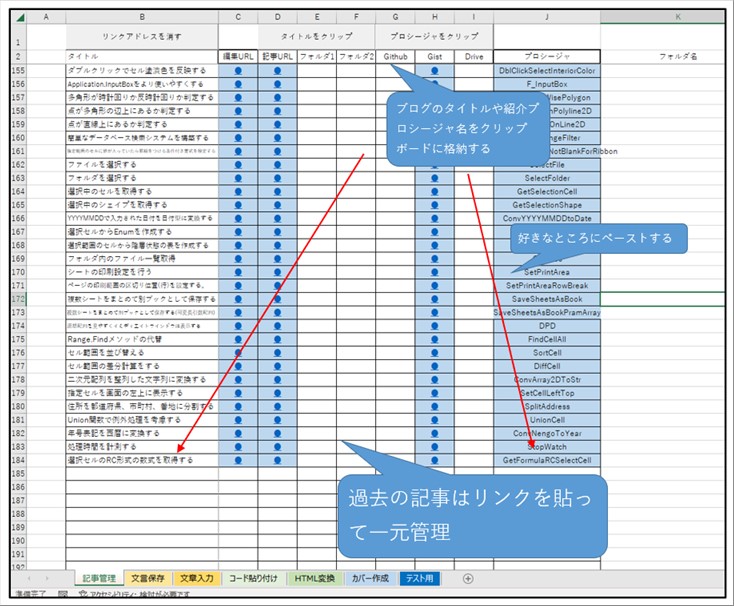 A B C D E F G H I J K
1 リンクアドレスを消す タイトルをクリップ プロシージャをクリップ
2 タイトル 編集URL 記事URL フォルダ1 フォルダ2 Github Gist Drive プロシージャ フォルダ名
155 ダブルクリックでセル塗淡色を反映する DblClickSelectInteriorColor
156 Application.InputBoxをより使いやすくする F_InputBox
157 多角形が時計回りか反時計回りか判定する WisePolygon
158 点が多角形の辺上にあるか判定する nPolyline2D
159 点が直線上にあるか判定する OnLine2D
160 簡単なデータベース検索システムを構築する ngeFilter
161 NotBlankForRibbon
162 ファイルを選択する SelectFile
163 フォルダを選択する SelectFolder
164 選択中のセルを取得する GetSelectionCell
165 選択中のシェイプを取得する GetSelectionShape
166 YYYYMMDDで入力された日付を日付印に変換する ConvYYYYMMDDtoDate
167 選択セルからEnumを作成する
168 選択範囲のセルから階層状態の表を作成する
169 フォルダ内のファイル一覧取得
170 シートの印刷設定を行う SetPrintArea
171 ページの印刷範囲の区切り位置(行)を設定する。 SetPrintAreaRowBreak
172 複数シートをまとめて別ブックとして保存する SaveSheetsAsBook
173 SaveSheetsAsBookPramArray
174 DPD
175 Range.Findメソッドの代替 FindCellAll
176 セル範囲を並び替える SortCell
177 セル範囲の差分計算をする DiffCell
178 二次元配列を整列した文字列に変換する ConvArray2DToStr
179 指定セルを画面の左上に表示する SetCellLeftTop
180 住所を都道府県、市町村、番地に分割する SplitAddress
181 Union関数で例外処理を考慮する UnionCell
182 年号表記を西暦に変換する ConvNengoToYear
183 処理時間を計測する StopWatch
184 選択セルのRC形式の数式を取得する GetFormulaRCSelectCell
185
186
187
188
189
190
191
192
ブログのタイトルや紹介プ
ロシージャ名をクリップ
ボードに格納する
好きなところにペーストする
過去の記事はリンクを貼っ
て一元管理
記事管理 文言保存 文章入力 コード貼り付け HTML変換 カバー作成 テスト用
準備完了 アクセシビリティ: 検討が必要です